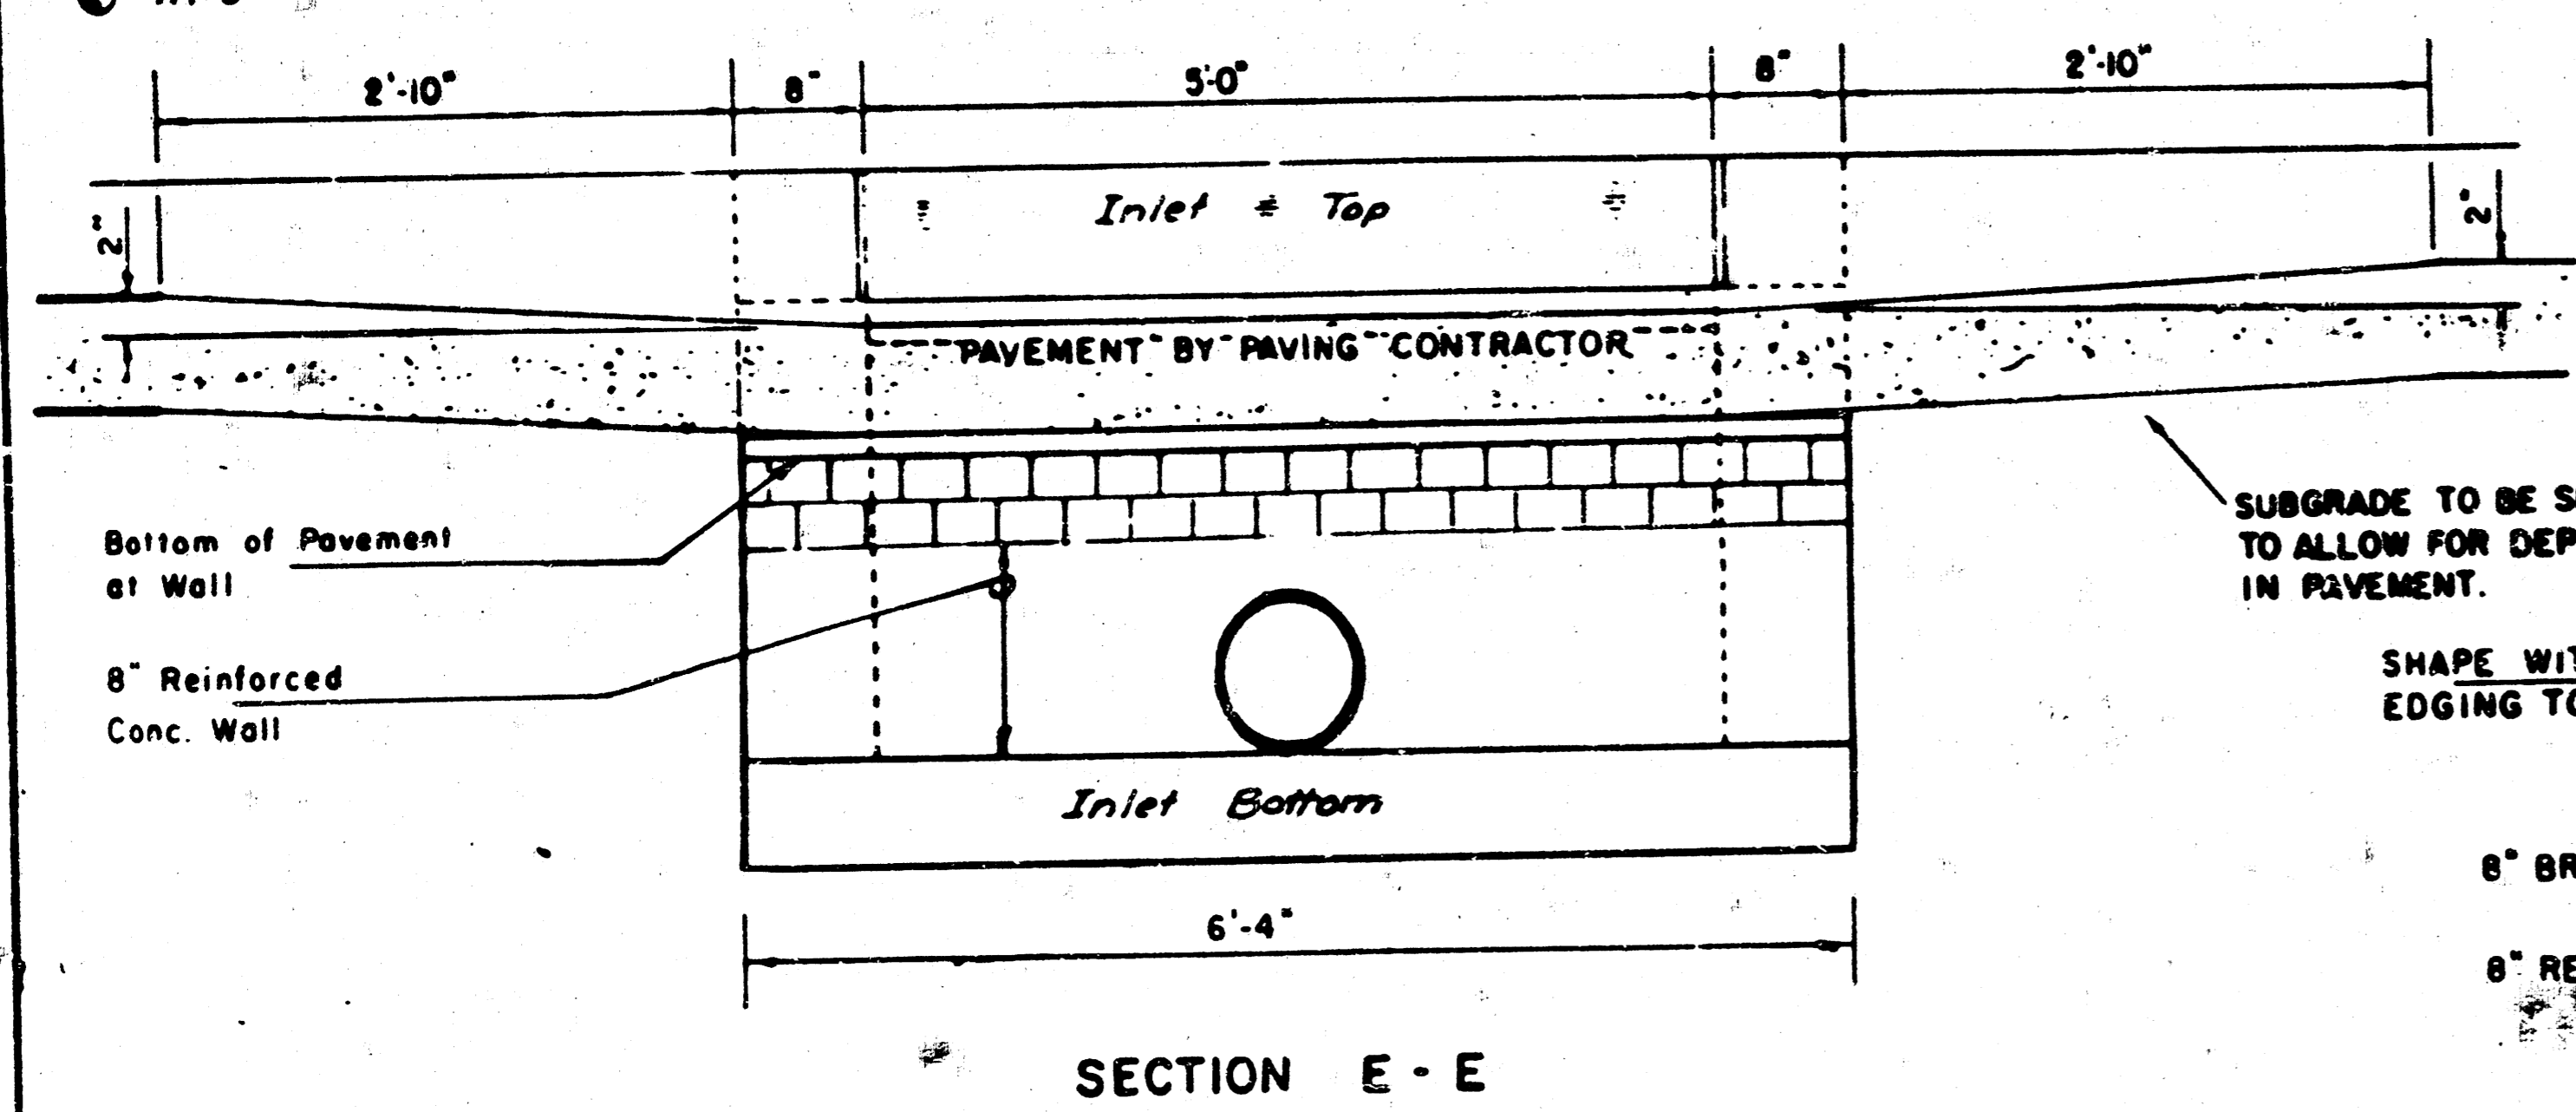 2'-10" 8" 5'-0" 8" 2'-10"
Inlet Top
2" 2"
PAVEMENT BY PAVING CONTRACTOR
Bottom of Pavement
at Wall
SUBGRADE TO BE S
TO ALLOW FOR DEP
IN PAVEMENT.
8" Reinforced
Conc. Wall
SHAPE WIT
EDGING TO
Inlet Bottom
8" BR
6'-4"
8" RE
SECTION E - E